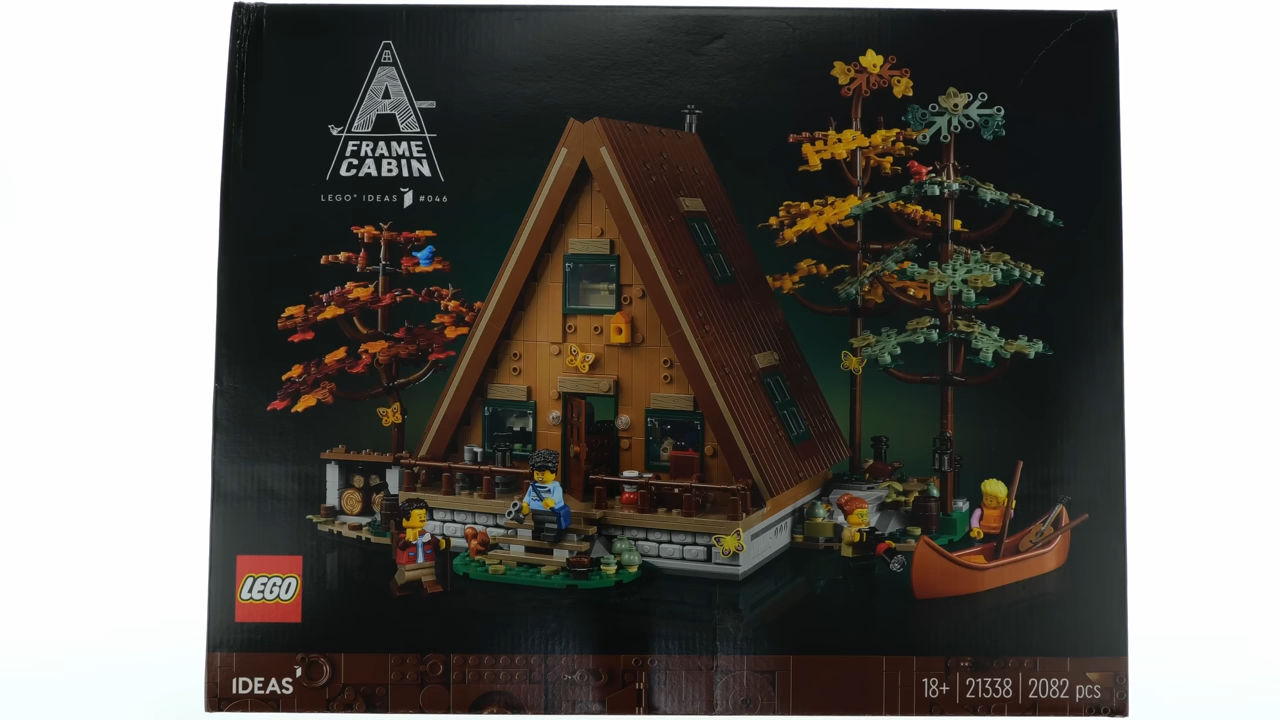 A
FRAME
CABIN
LEGO® IDEAS #046
LEGO
IDEAS
18+ | 21338 | 2082 pcs